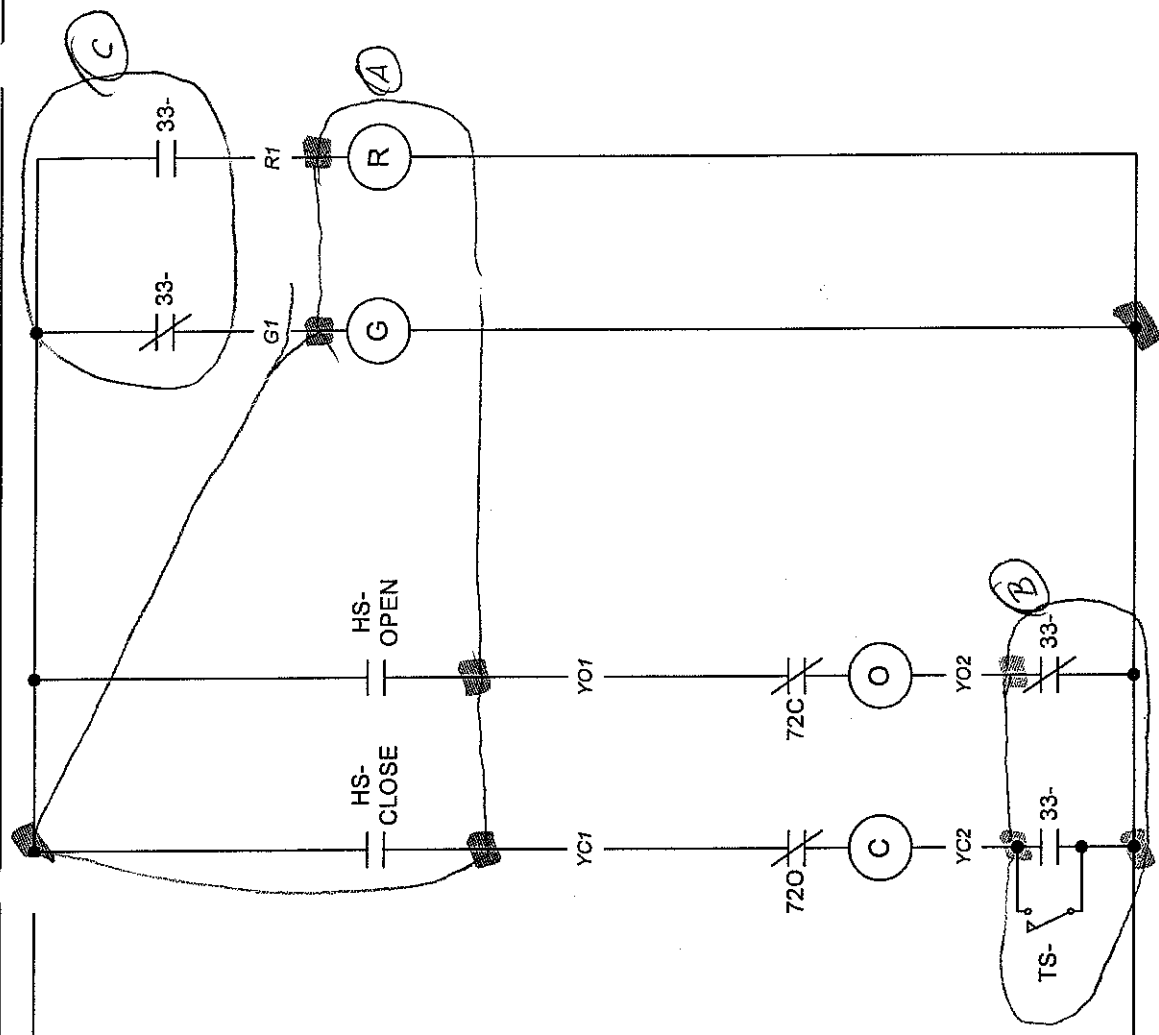 C
A
33-
R1
R
33-
G1
G
HS-
OPEN
YO1
72C
O
YO2
33-
B
HS-
CLOSE
YC1
72O
C
YC2
33-
TS-